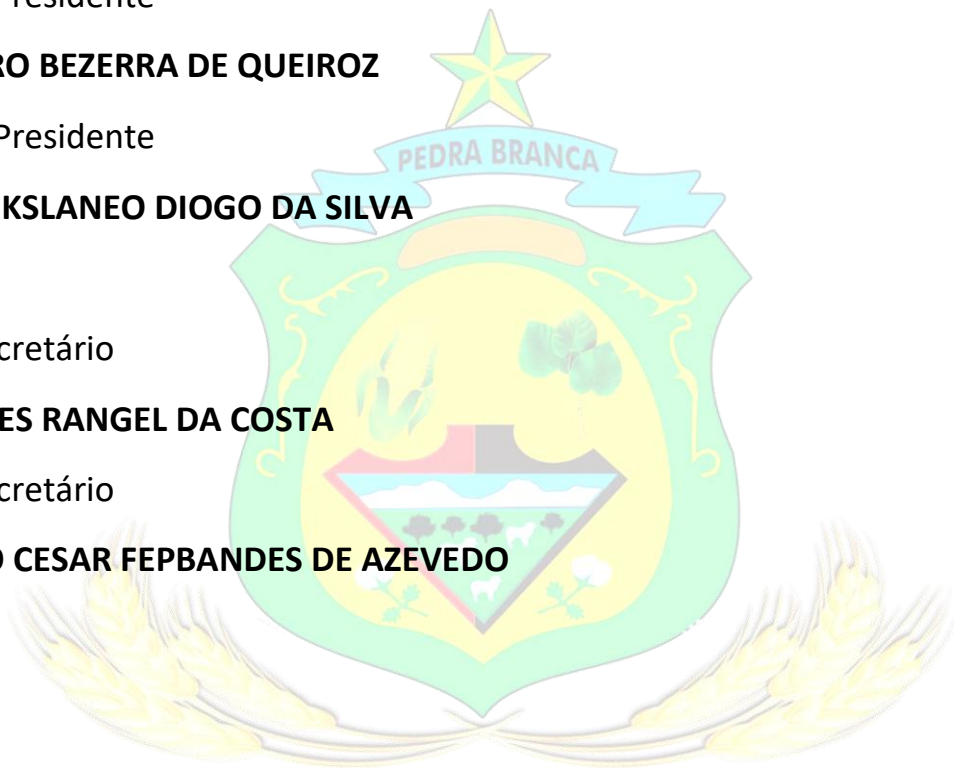 residente
RO BEZERRA DE QUEIROZ
Presidente
PEDRA BRANCA
KSLANEO DIOGO DA SILVA
cretário
ES RANGEL DA COSTA
cretário
O CESAR FEPBANDES DE AZEVEDO